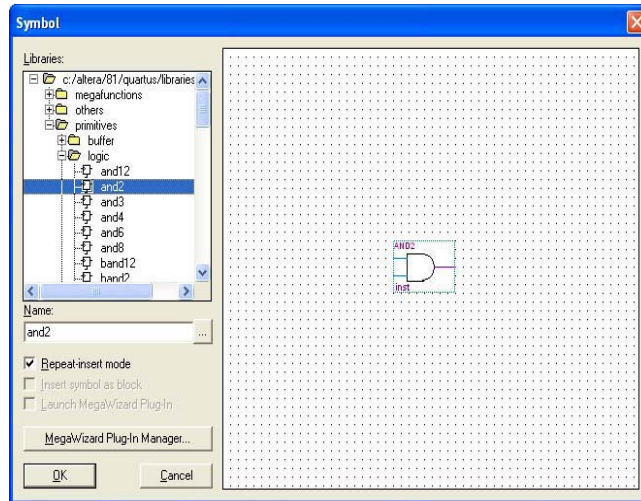 Symbol
Libraries:
c:/altera/81/quartus/libraries
megafunctions
others
primitives
buffer
logic
and12
and2
and3
and4
and6
and8
band12
band2
Name:
and2
...
Repeat-insert mode
Insert symbol as block
Launch MegaWizard Plug-In
MegaWizard Plug-In Manager...
OK
Cancel
AND2
inst